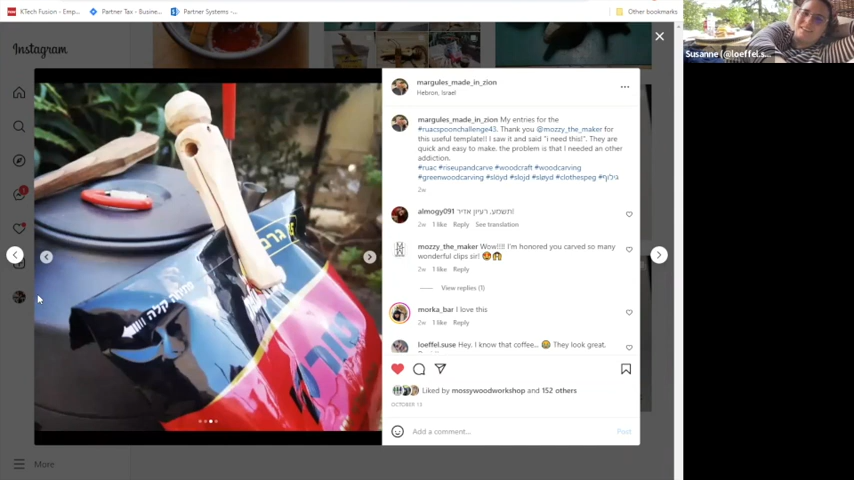 KTech Fusion - Emp...
Partner Tax - Busine...
Partner Systems -...
Other bookmarks
Instagram
margules_made_in_zion
Hebron, Israel
margules_made_in_zion My entries for the
#ruacspoonchallenge43. Thank you @mozzy_the_maker for
this useful template!! I saw it and said "i need this!". They are
quick and easy to make. the problem is that I needed an other
addiction.
#ruac #riseupandcarve #woodcraft #woodcarving
#greenwoodcarving #slöyd #slojd #sløyd #clothespeg #גילוף
2w
almogy091 תשמע, רעיון אדיר!
2w 1 like Reply See translation
mozzy_the_maker Wow!!!! I'm honored you carved so many
wonderful clips sir! 😍🙌
2w 1 like Reply
View replies (1)
morka_bar I love this
2w 1 like Reply
loeffel.suse Hey. I know that coffee... 😂 They look great,
Liked by mossywoodworkshop and 152 others
OCTOBER 13
Add a comment...
Post
More
Susanne (@loeffel.s...
גרם
פתיחה קלה